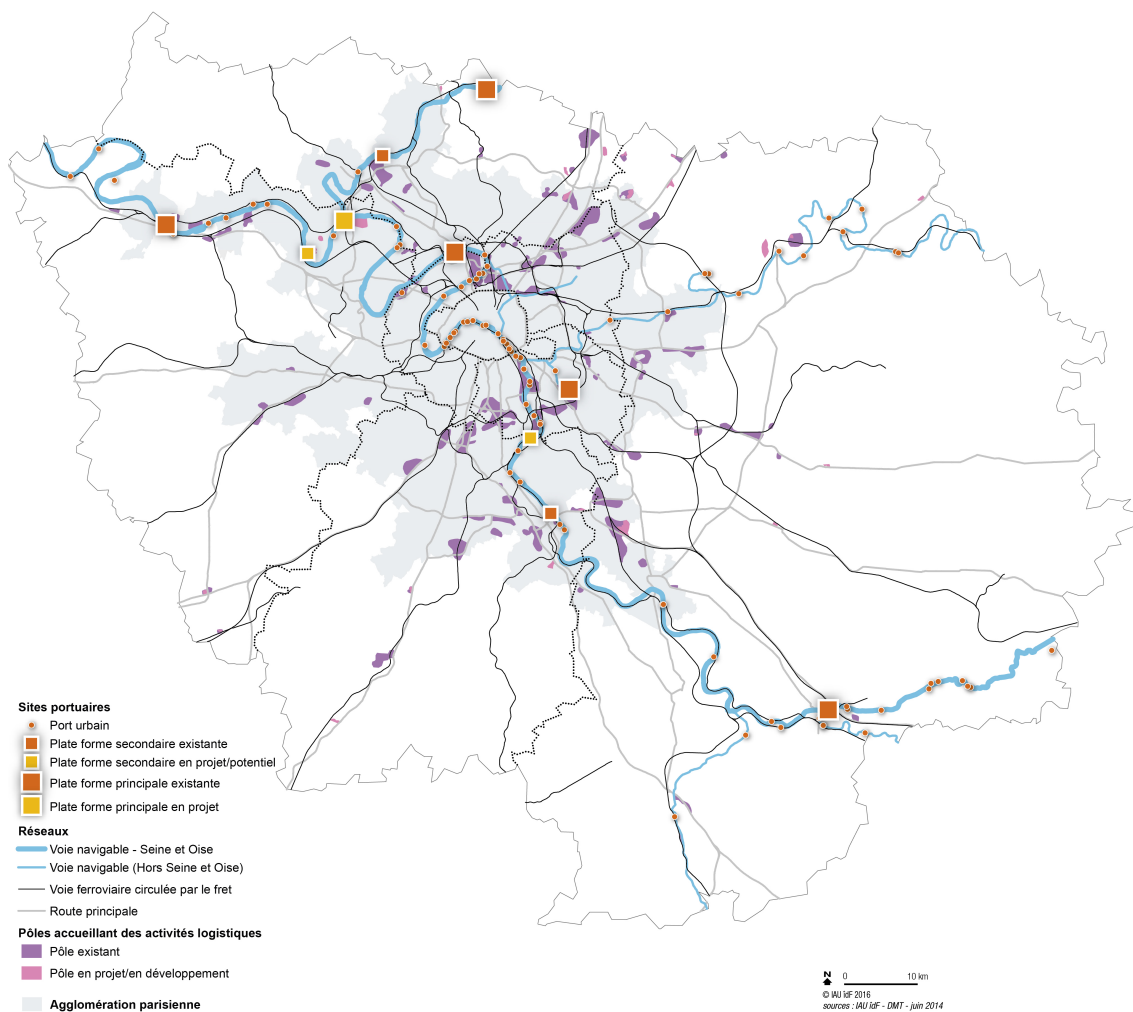 Sites portuaires
Port urbain
Plate forme secondaire existante
Plate forme secondaire en projet/potentiel
Plate forme principale existante
Plate forme principale en projet
Réseaux
Voie navigable - Seine et Oise
Voie navigable (Hors Seine et Oise)
Voie ferroviaire circulée par le fret
Route principale
Pôles accueillant des activités logistiques
Pôle existant
Pôle en projet/en développement
Agglomération parisienne
N 0 10 km
© IAU îdF 2016
sources : IAU îdF - DMT - juin 2014